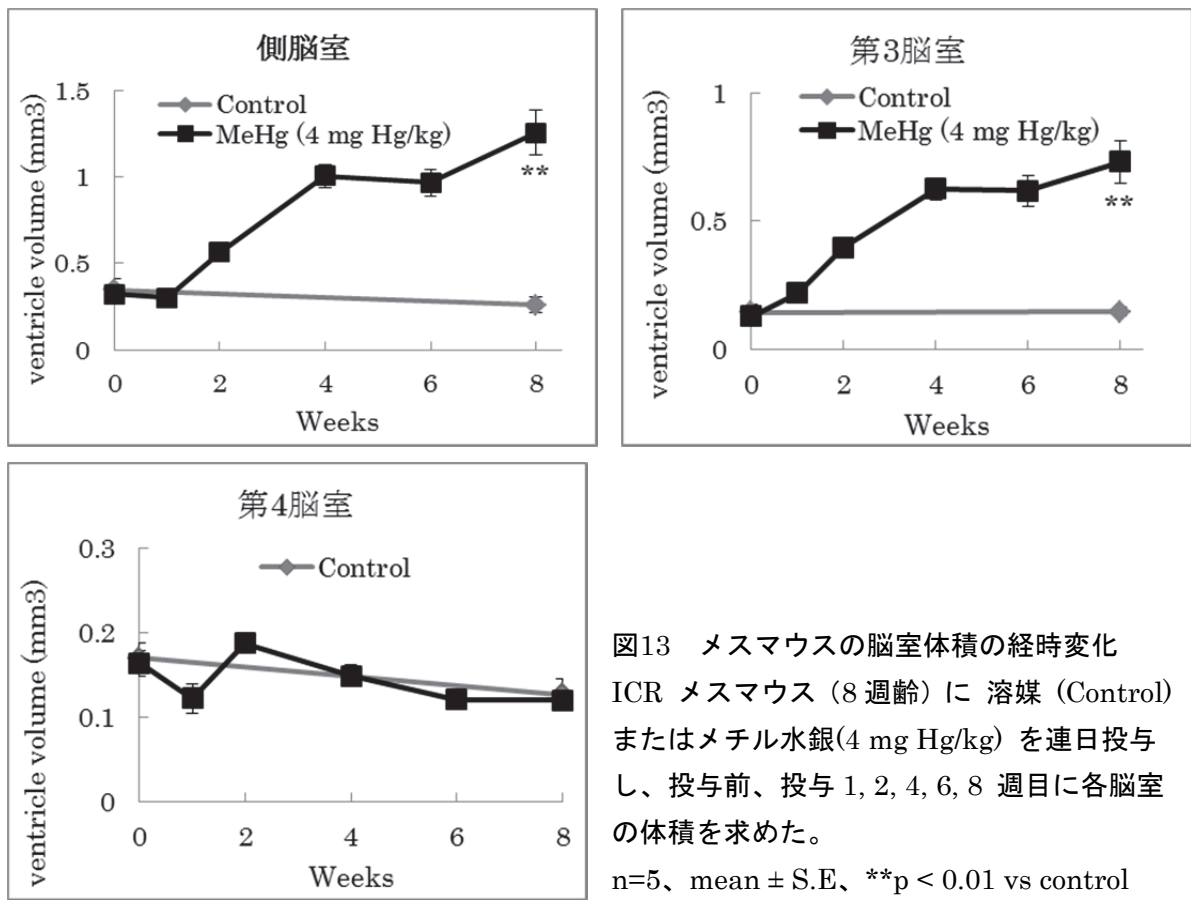 側脳室
1.5
1
0.5
0
Control
MeHg (4 mg Hg/kg)
**
ventricle volume (mm3)
0 2 4 6 8
Weeks
第3脳室
1
0.5
0
Control
MeHg (4 mg Hg/kg)
**
ventricle volume (mm3)
0 2 4 6 8
Weeks
第4脳室
0.3
0.2
0.1
0
Control
ventricle volume (mm3)
0 2 4 6 8
図13　メスマウスの脳室体積の経時変化
ICR メスマウス（8 週齢）に 溶媒 (Control)
またはメチル水銀(4 mg Hg/kg) を連日投与
し、投与前、投与 1, 2, 4, 6, 8 週目に各脳室
の体積を求めた。
n=5、mean ± S.E、**p < 0.01 vs control